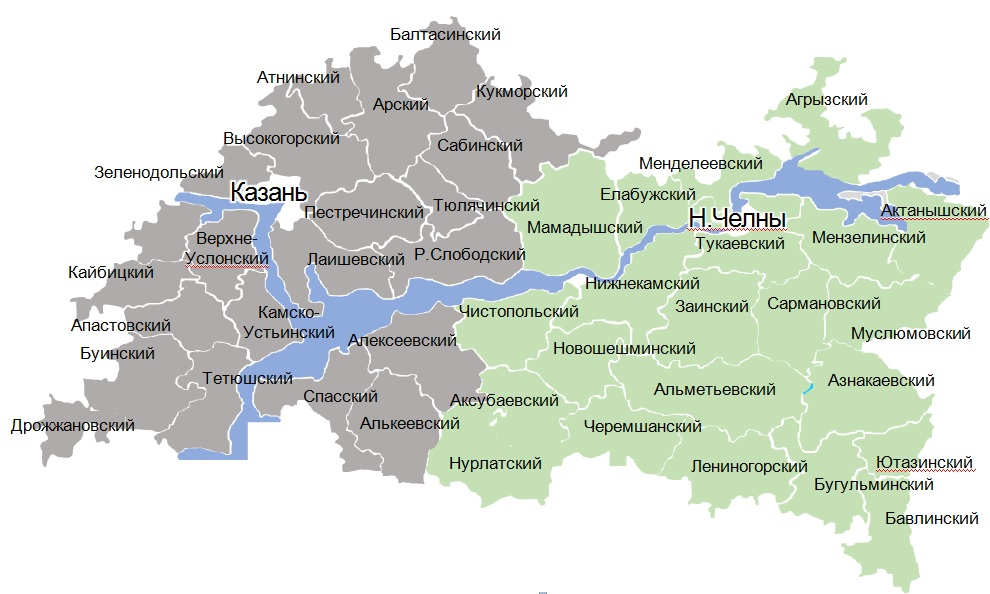 Балтасинский
Атнинский
Кукморский
Арский
Агрызский
Высокогорский
Сабинский
Менделеевский
Зеленодольский
Казань
Елабужский
Пестречинский
Тюлячинский
Н.Челны
Актанышский
Мамадышский
Верхне-
Услонский
Тукаевский
Мензелинский
Лаишевский
Р.Слободский
Кайбицкий
Нижнекамский
Камско-
Устьинский
Чистопольский
Заинский
Сармановский
Апастовский
Алексеевский
Муслюмовский
Буинский
Новошешминский
Тетюшский
Азнакаевский
Спасский
Аксубаевский
Альметьевский
Дрожжановский
Алькеевский
Черемшанский
Нурлатский
Лениногорский
Ютазинский
Бугульминский
Бавлинский